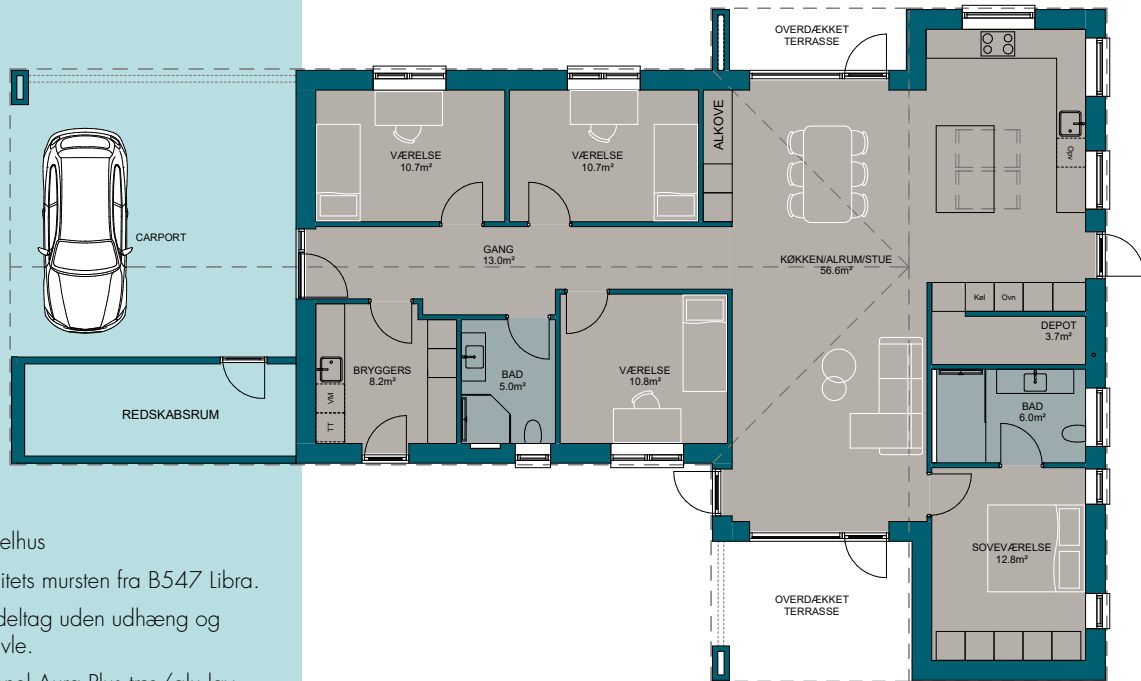 OVERDÆKKET
TERRASSE
VÆRELSE
10.7m²
VÆRELSE
10.7m²
ALKOVE
Opv
CARPORT
GANG
13.0m²
KØKKEN/ALRUM/STUE
56.6m²
Køl
Ovn
DEPOT
3.7m²
BRYGGERS
8.2m²
VM
TT
BAD
5.0m²
VÆRELSE
10.8m²
BAD
6.0m²
REDSKABSRUM
SOVEVÆRELSE
12.8m²
OVERDÆKKET
TERRASSE
elhus
itets mursten fra B547 Libra.
deltag uden udhæng og
vle.